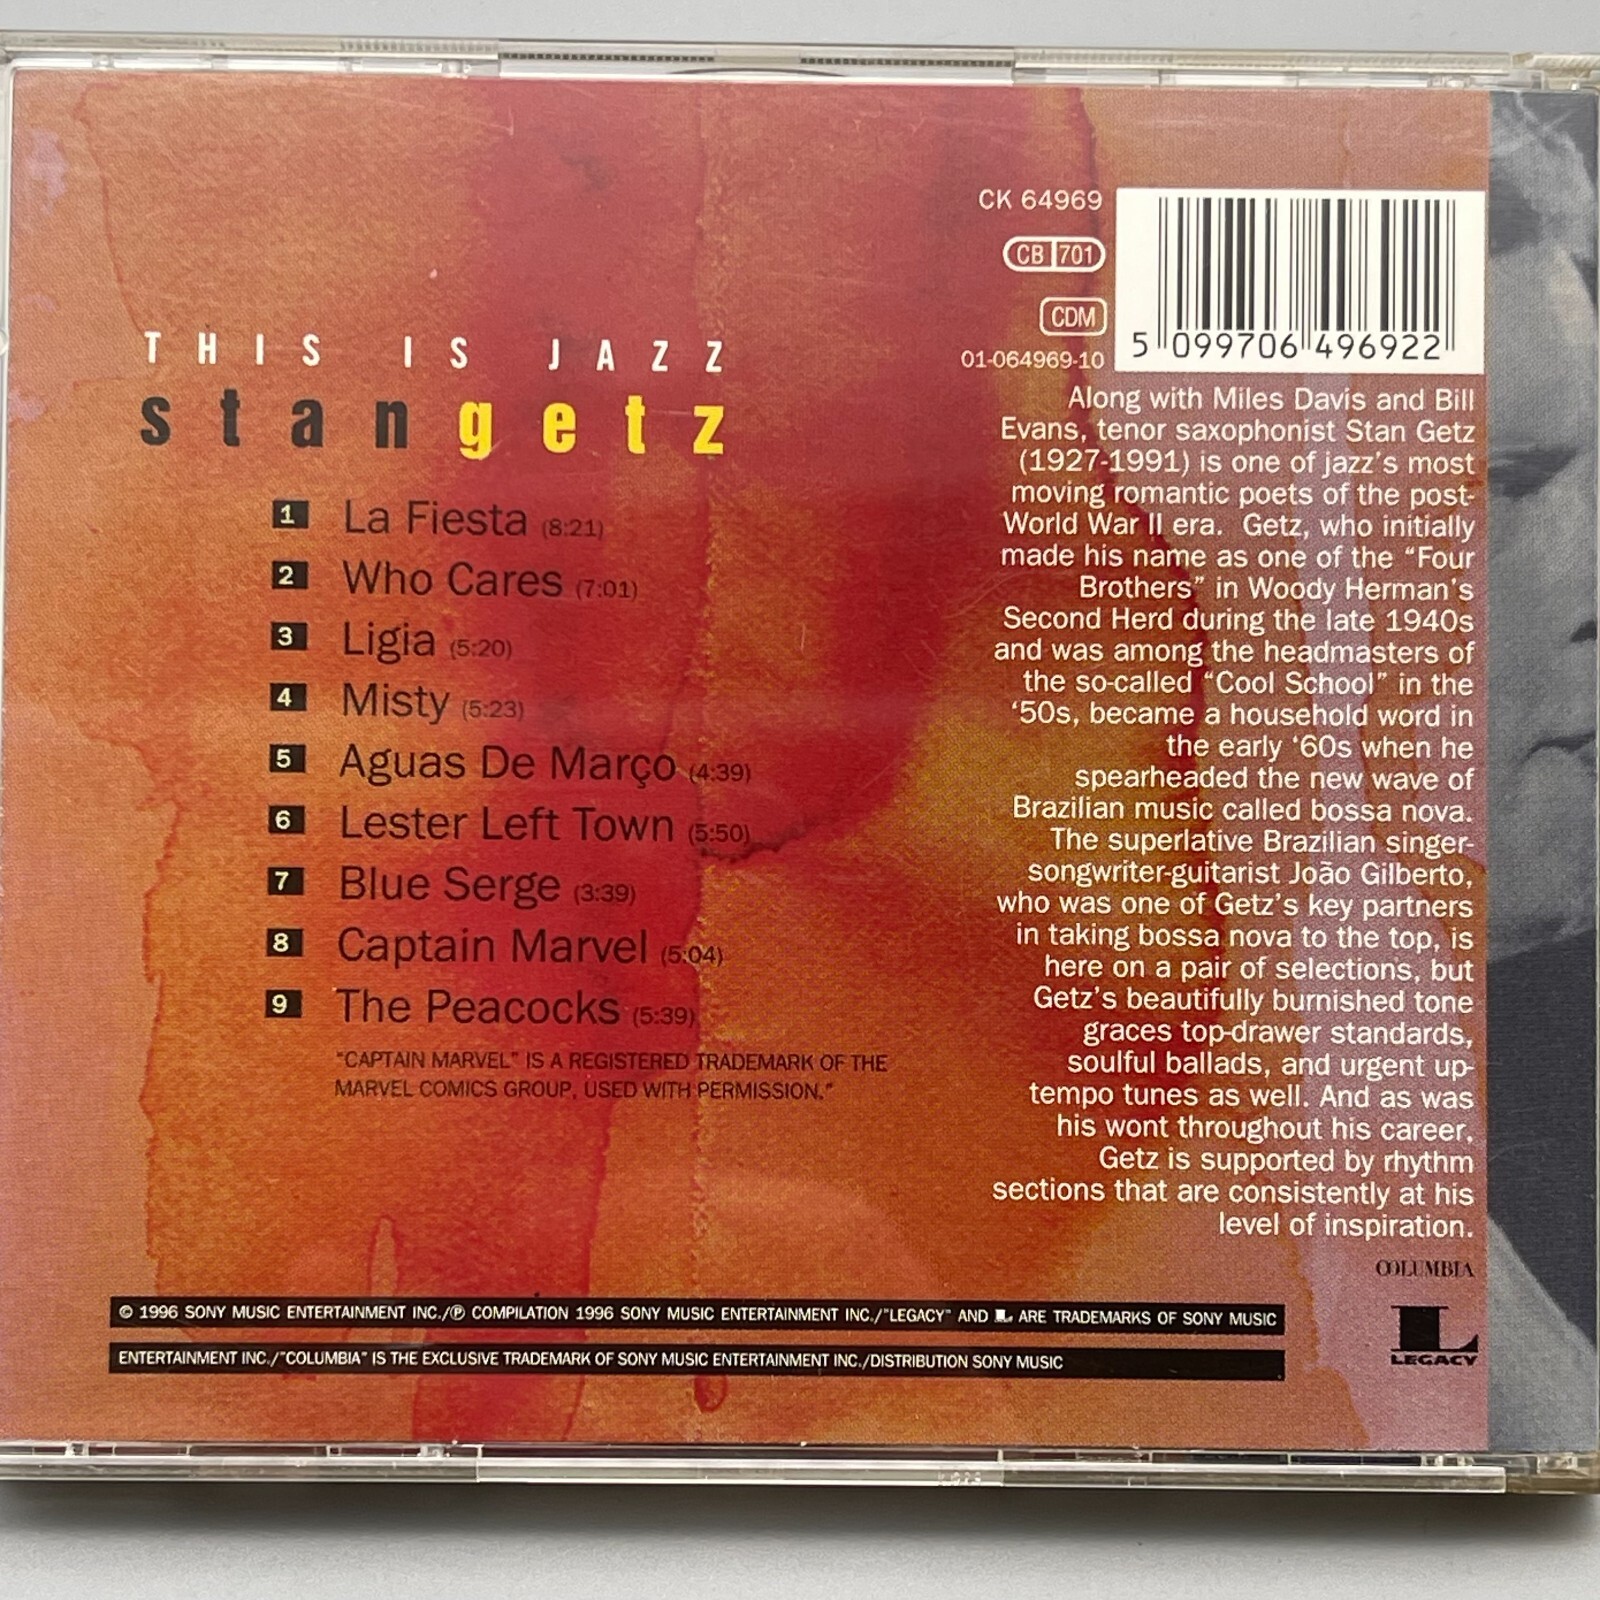 THIS IS JAZZ
stangetz
1 La Fiesta (8:21)
2 Who Cares (7:01)
3 Ligia (5:20)
4 Misty (5:23)
5 Aguas De Março (4:39)
6 Lester Left Town (5:50)
7 Blue Serge (3:39)
8 Captain Marvel (5:04)
9 The Peacocks (5:39)
"CAPTAIN MARVEL" IS A REGISTERED TRADEMARK OF THE
MARVEL COMICS GROUP, USED WITH PERMISSION."
CK 64969
CB 701
CDM
01-064969-10
5 099706 496922
Along with Miles Davis and Bill
Evans, tenor saxophonist Stan Getz
(1927-1991) is one of jazz's most
moving romantic poets of the post-
World War II era. Getz, who initially
made his name as one of the “Four
Brothers” in Woody Herman's
Second Herd during the late 1940s
and was among the headmasters of
the so-called “Cool School” in the
‘50s, became a household word in
the early ‘60s when he
spearheaded the new wave of
Brazilian music called bossa nova.
The superlative Brazilian singer-
songwriter-guitarist João Gilberto,
who was one of Getz's key partners
in taking bossa nova to the top, is
here on a pair of selections, but
Getz's beautifully burnished tone
graces top-drawer standards,
soulful ballads, and urgent up-
tempo tunes as well. And as was
his wont throughout his career,
Getz is supported by rhythm
sections that are consistently at his
level of inspiration.
COLUMBIA
L
LEGACY
© 1996 SONY MUSIC ENTERTAINMENT INC./℗ COMPILATION 1996 SONY MUSIC ENTERTAINMENT INC./"LEGACY" AND L ARE TRADEMARKS OF SONY MUSIC
ENTERTAINMENT INC./"COLUMBIA" IS THE EXCLUSIVE TRADEMARK OF SONY MUSIC ENTERTAINMENT INC./DISTRIBUTION SONY MUSIC